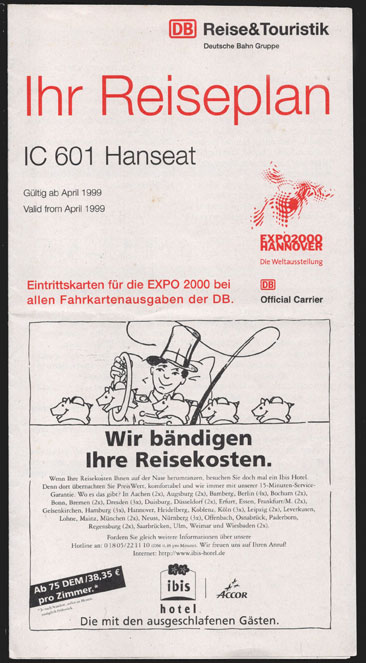 DB Reise&Touristik
Deutsche Bahn Gruppe
Ihr Reiseplan
IC 601 Hanseat
Gültig ab April 1999
Valid from April 1999
EXPO2000
HANNOVER
Die Weltausstellung
Eintrittskarten für die EXPO 2000 bei
allen Fahrkartenausgaben der DB.
DB
Official Carrier
Wir bändigen
Ihre Reisekosten.
Wenn Ihre Reisekosten Ihnen auf der Nase herumtanzen, besuchen Sie doch mal ein Ibis Hotel.
Denn dort übernachten Sie PreisWert, komfortabel und wie immer mit unserer 15-Minuten-Service-
Garantie. Wo es das gibt? In Aachen (2x), Augsburg (2x), Bamberg, Berlin (4x), Bochum (2x),
Bonn, Bremen (2x), Dresden (3x), Duisburg, Düsseldorf (2x), Erfurt, Essen, Frankfurt/M. (2x),
Gelsenkirchen, Hamburg (3x), Hannover, Heidelberg, Koblenz, Köln (3x), Leipzig (2x), Leverkusen,
Lohne, Mainz, München (2x), Neuss, Nürnberg (3x), Offenbach, Osnabrück, Paderborn,
Regensburg (2x), Saarbrücken, Ulm, Weimar und Wiesbaden (2x).
Fordern Sie gleich weitere Informationen über unsere
Hotline an: 01805/2231 10 Wir freuen uns auf Ihren Anruf!
Internet: http://www.ibis-hotel.de
Ab 75 DEM/38,35 €
pro Zimmer.*
ibis
hotel
ACCOR
Die mit den ausgeschlafenen Gästen.